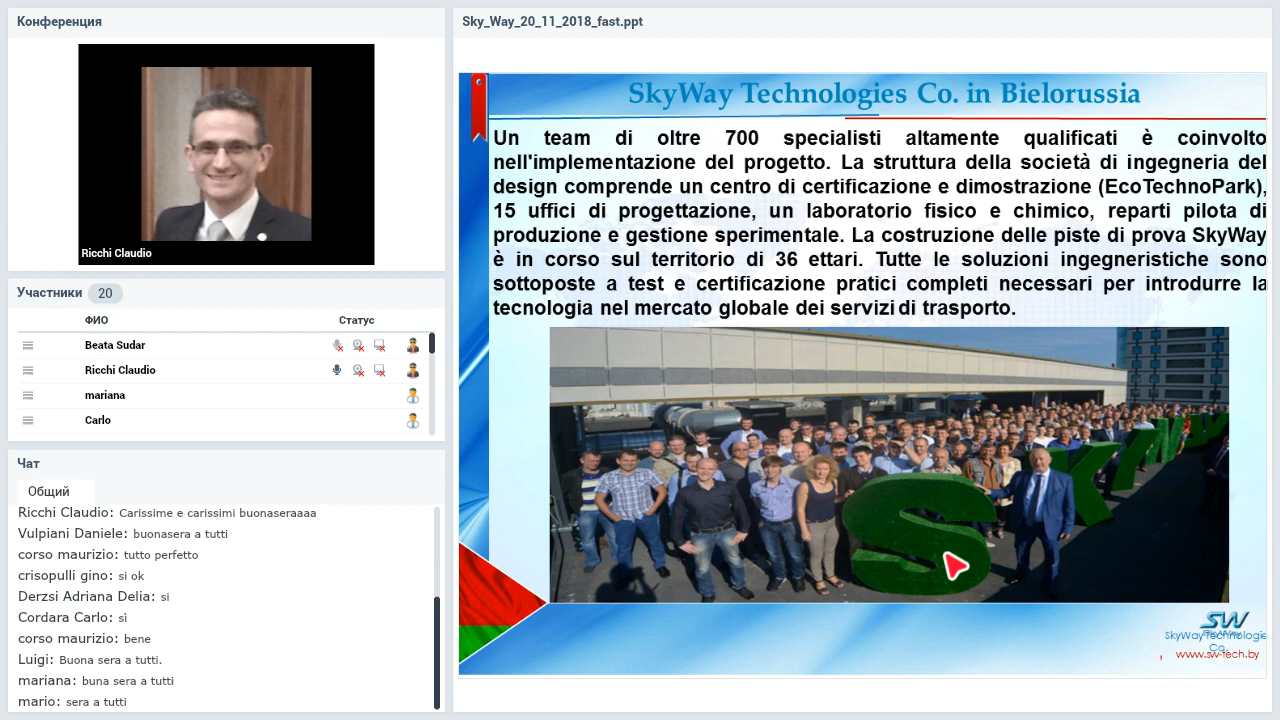 Конференция
Ricchi Claudio
Участники 20
ФИО Статус
Beata Sudar
Ricchi Claudio
mariana
Carlo
Чат
Общий
Ricchi Claudio: Carissime e carissimi buonaseraaaa
Vulpiani Daniele: buonasera a tutti
corso maurizio: tutto perfetto
crisopulli gino: si ok
Derzsi Adriana Delia: si
Cordara Carlo: sì
corso maurizio: bene
Luigi: Buona sera a tutti.
mariana: buna sera a tutti
mario: sera a tutti
Sky_Way_20_11_2018_fast.ppt
SkyWay Technologies Co. in Bielorussia
Un team di oltre 700 specialisti altamente qualificati è coinvolto
nell'implementazione del progetto. La struttura della società di ingegneria del
design comprende un centro di certificazione e dimostrazione (EcoTechnoPark),
15 uffici di progettazione, un laboratorio fisico e chimico, reparti pilota di
produzione e gestione sperimentale. La costruzione delle piste di prova SkyWay
è in corso sul territorio di 36 ettari. Tutte le soluzioni ingegneristiche sono
sottoposte a test e certificazione pratici completi necessari per introdurre la
tecnologia nel mercato globale dei servizi di trasporto.
SKYWAY
SW
SkyWay Technologie
Co.
www.sw-tech.by